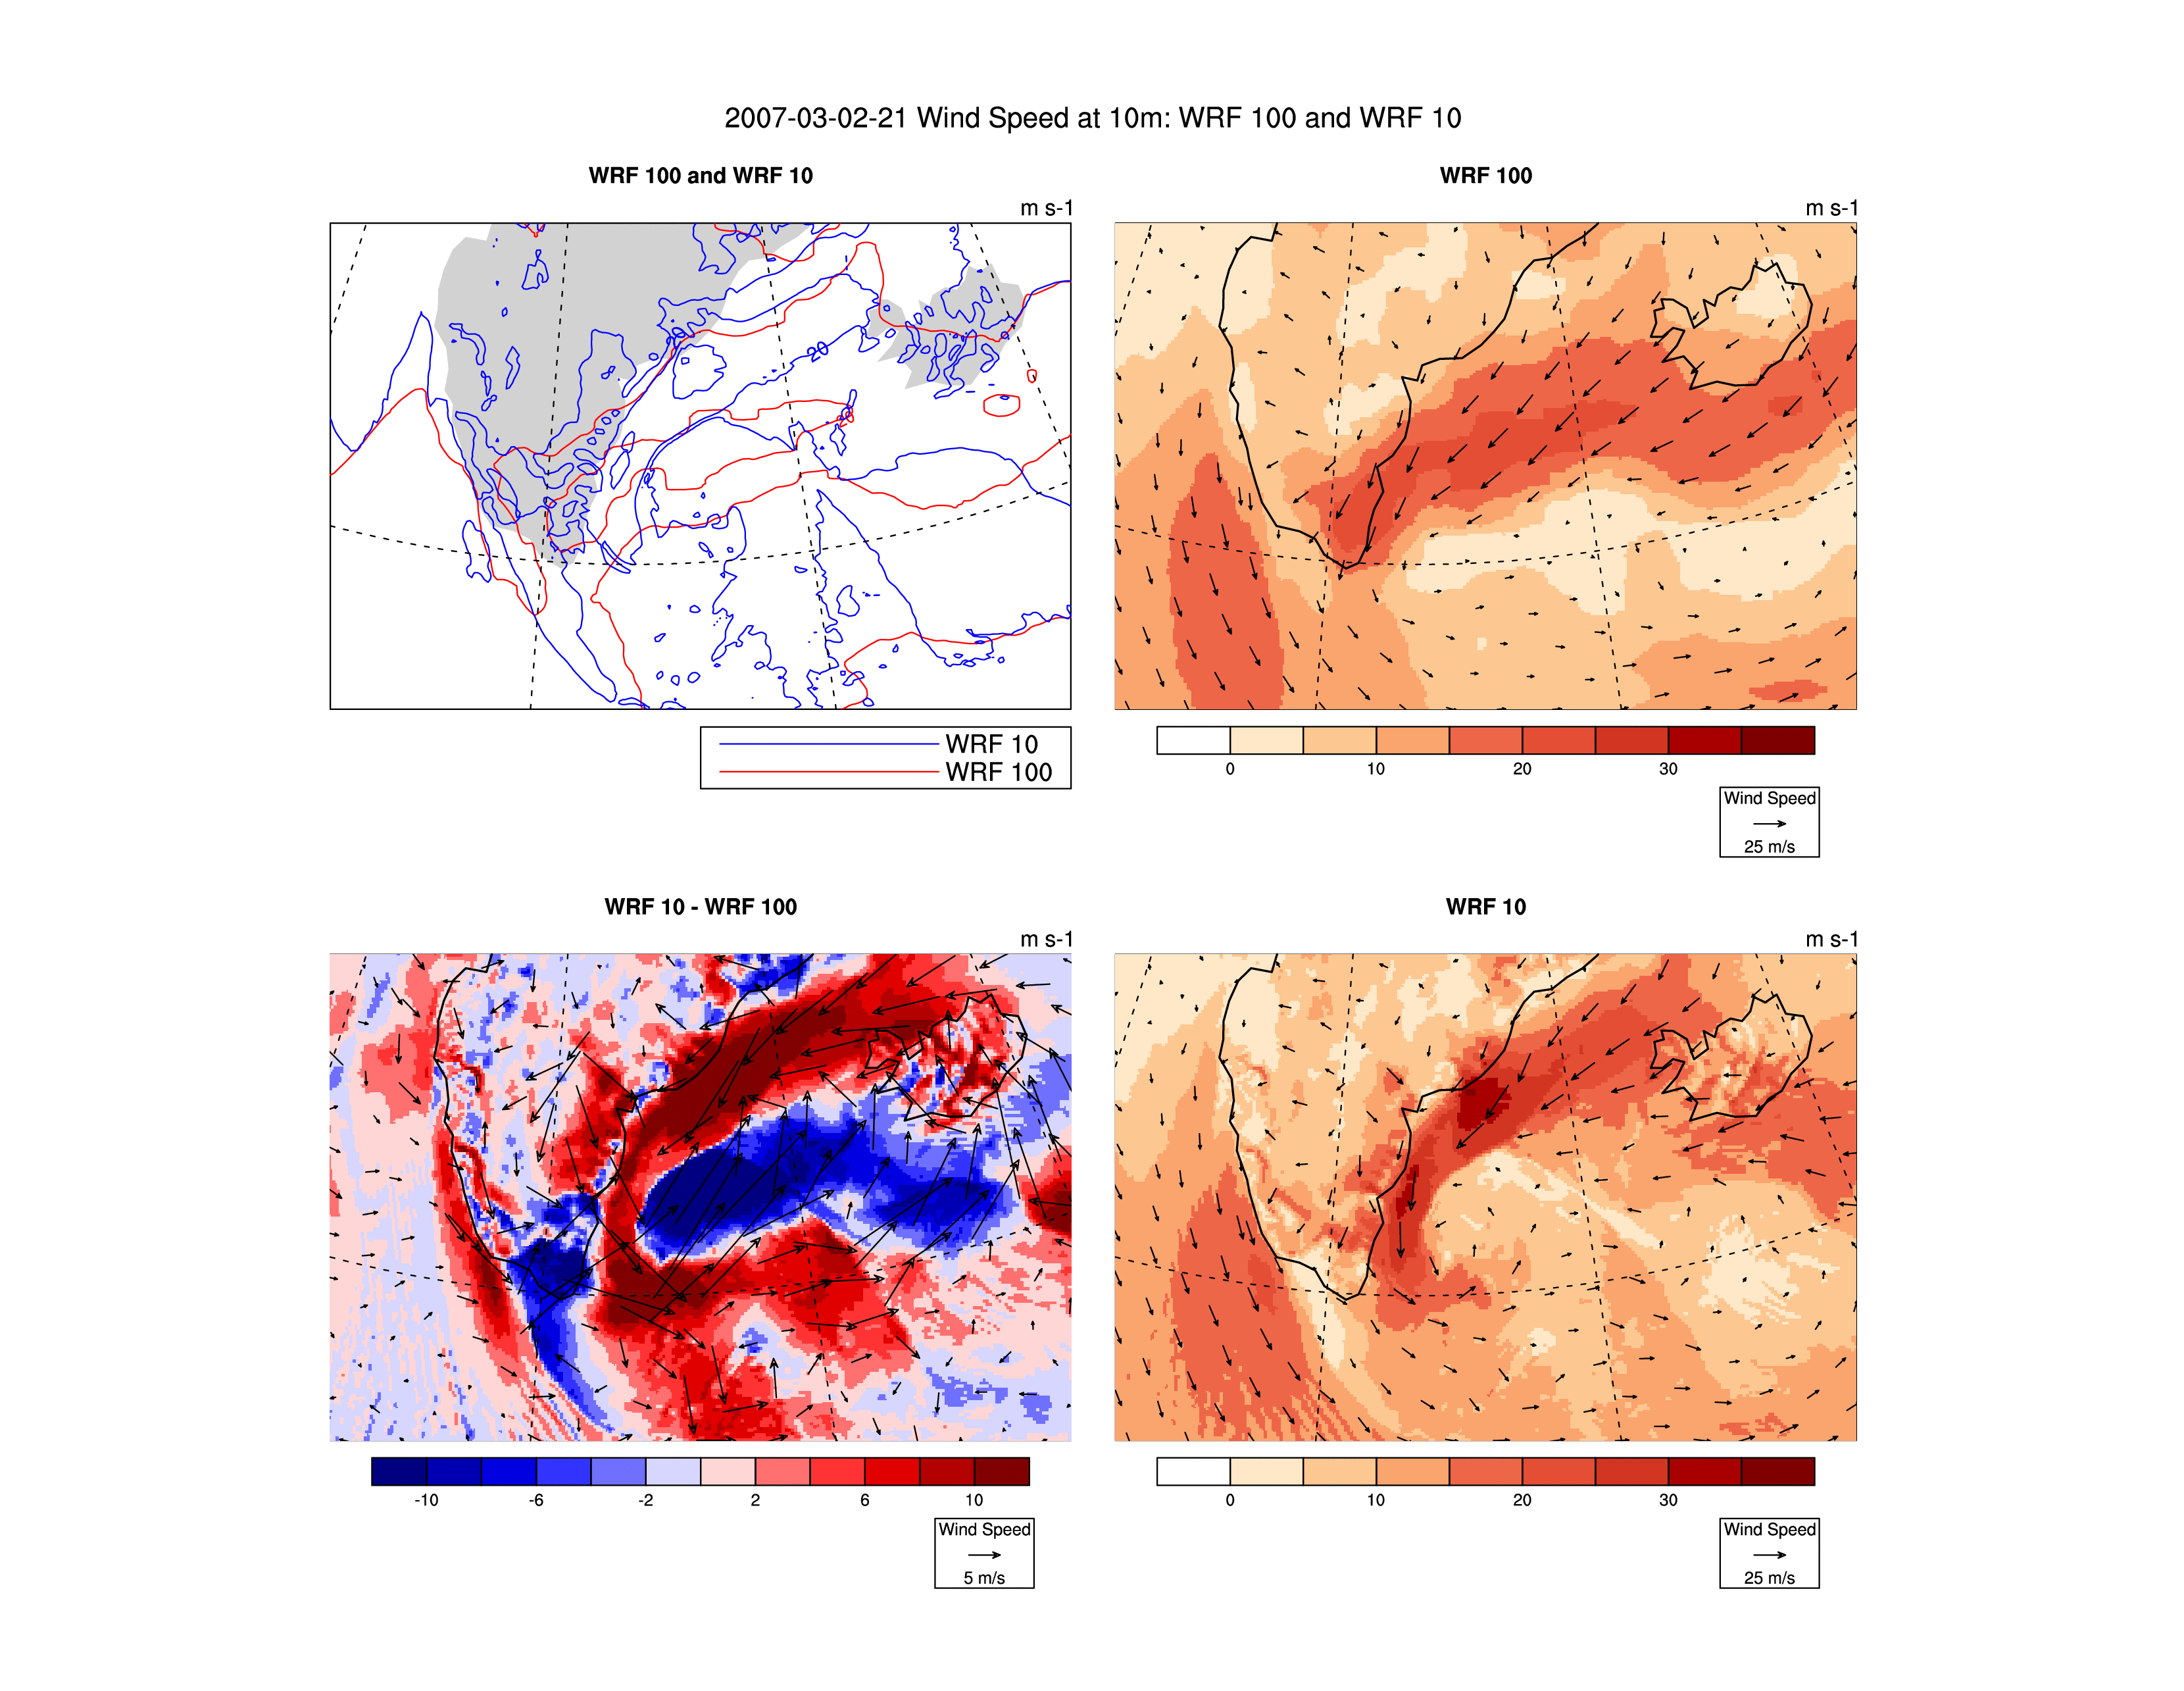 2007-03-02-21 Wind Speed at 10m: WRF 100 and WRF 10
WRF 100 and WRF 10
m s-1
20
20
WRF 10
WRF 100
WRF 100
m s-1
0 10 20 30
Wind Speed
25 m/s
WRF 10 - WRF 100
m s-1
-10 -6 -2 2 6 10
Wind Speed
5 m/s
WRF 10
m s-1
0 10 20 30
Wind Speed
25 m/s